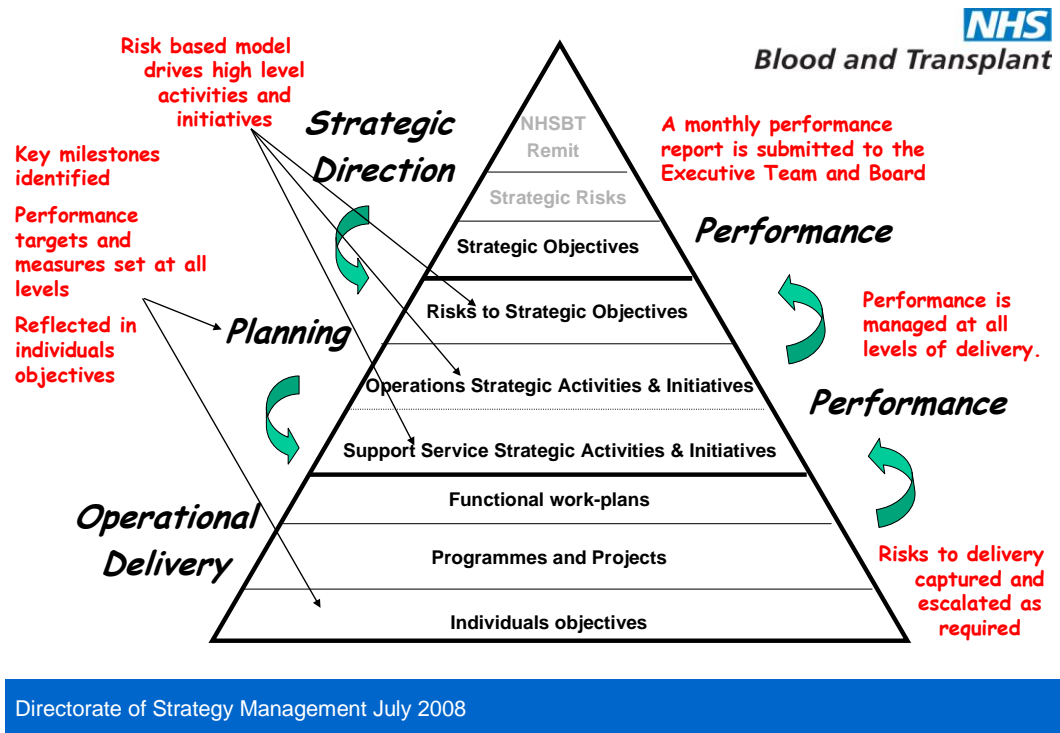 NHS
Blood and Transplant
Risk based model
drives high level
activities and
initiatives
Strategic
Direction
Key milestones
identified
Performance
targets and
measures set at all
levels
Reflected in
individuals
objectives
Planning
Operational
Delivery
NHSBT
Remit
Strategic Risks
Strategic Objectives
Risks to Strategic Objectives
Operations Strategic Activities & Initiatives
Support Service Strategic Activities & Initiatives
Functional work-plans
Programmes and Projects
Individuals objectives
A monthly performance
report is submitted to the
Executive Team and Board
Performance
Performance is
managed at all
levels of delivery.
Performance
Risks to delivery
captured and
escalated as
required
Directorate of Strategy Management July 2008